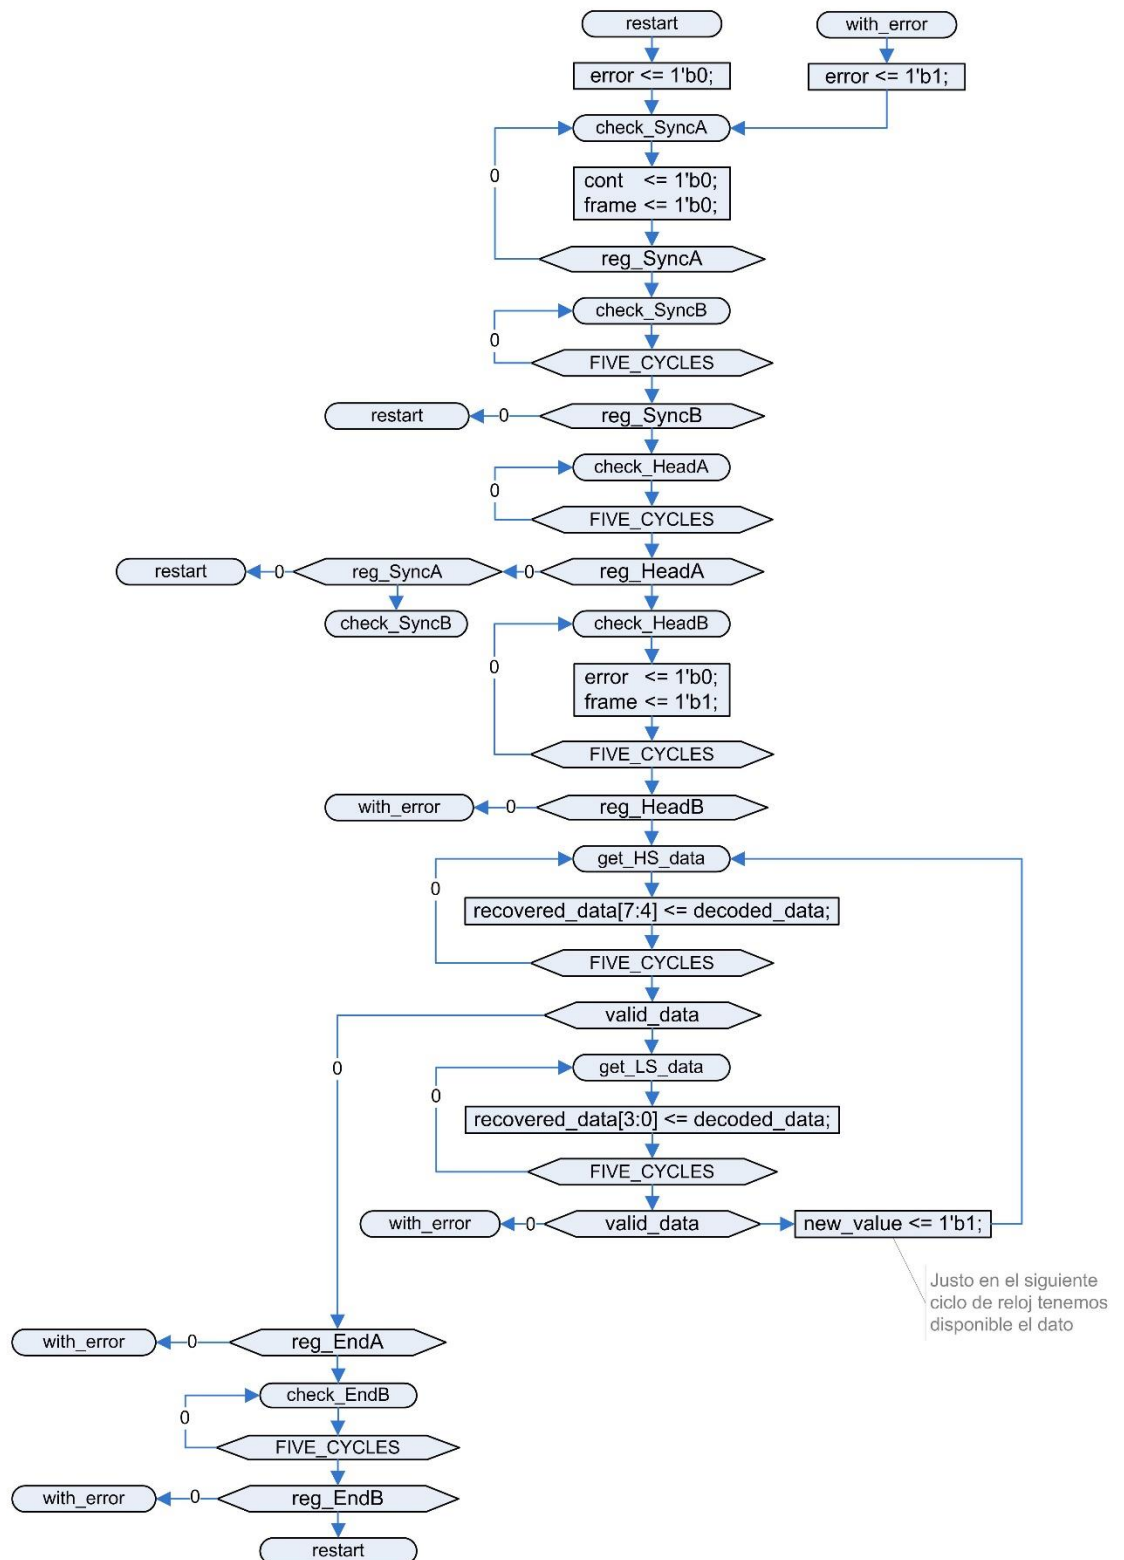 restart
with_error
error <= 1'b0;
error <= 1'b1;
check_SyncA
0
cont <= 1'b0;
frame <= 1'b0;
reg_SyncA
check_SyncB
0
FIVE_CYCLES
restart
0
reg_SyncB
check_HeadA
0
FIVE_CYCLES
restart
0
reg_SyncA
0
reg_HeadA
check_SyncB
check_HeadB
0
error <= 1'b0;
frame <= 1'b1;
FIVE_CYCLES
with_error
0
reg_HeadB
get_HS_data
0
recovered_data[7:4] <= decoded_data;
FIVE_CYCLES
valid_data
0
get_LS_data
0
recovered_data[3:0] <= decoded_data;
FIVE_CYCLES
with_error
0
valid_data
new_value <= 1'b1;
Justo en el siguiente
ciclo de reloj tenemos
disponible el dato
with_error
0
reg_EndA
check_EndB
0
FIVE_CYCLES
with_error
0
reg_EndB
restart